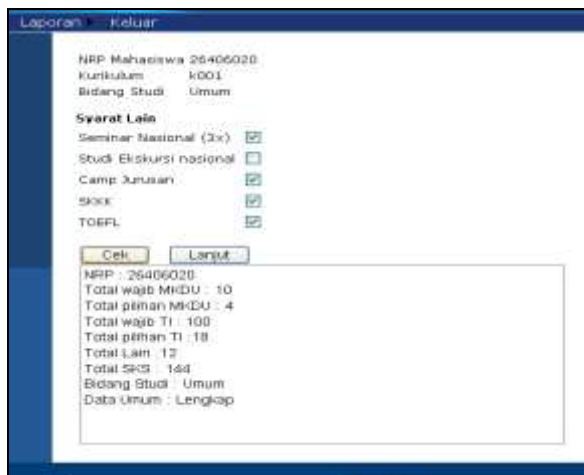 Laporan Keluar
NRP Mahasiswa 26406020
Kurikulum k001
Bidang Studi Umum
Syarat Lain
Seminar Nasional (3x)
Studi Ekskursi nasional
Camp Jurusan
SKKK
TOEFL
Cek Lanjut
NRP : 26406020
Total wajib MKDU : 10
Total pilihan MKDU : 4
Total wajib TI : 100
Total pilihan TI :18
Total Lain :12
Total SKS : 144
Bidang Studi : Umum
Data Umum : Lengkap